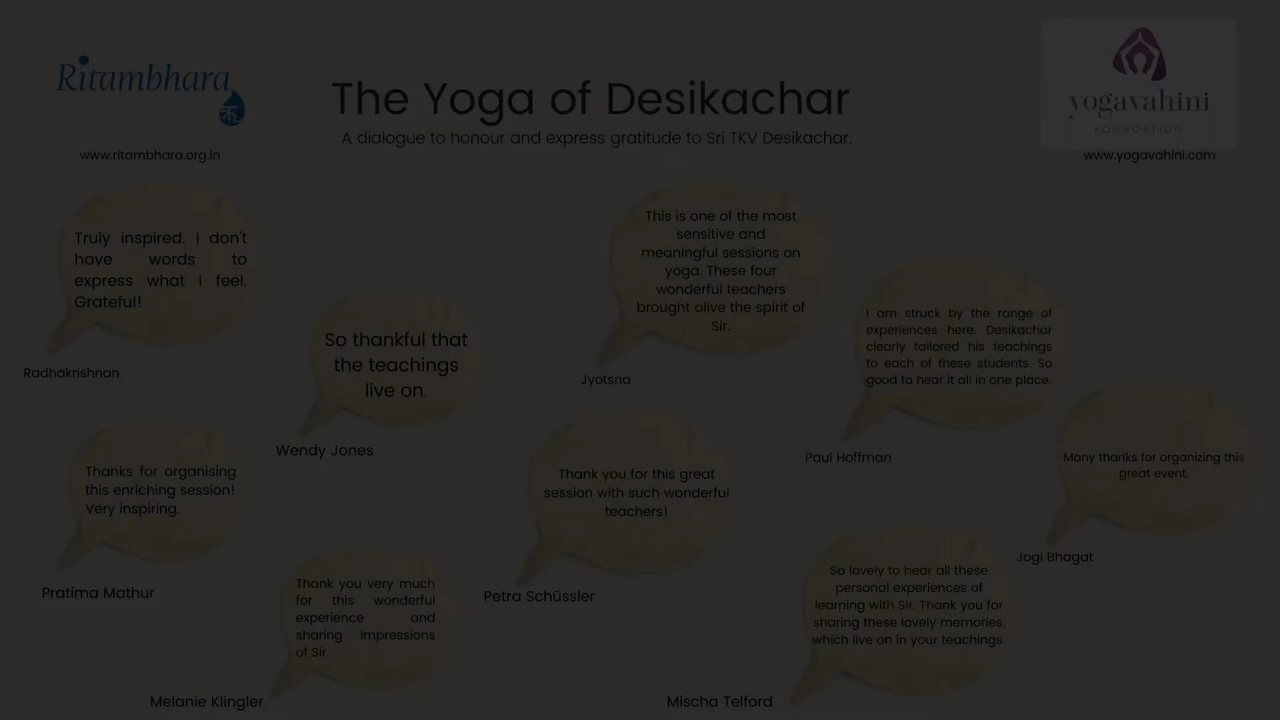 Ritambhara
ऋ
www.ritambhara.org.in
The Yoga of Desikachar
A dialogue to honour and express gratitude to Sri TKV Desikachar.
yogavahini
FOUNDATION
www.yogavahini.com
Truly inspired. I don't
have words to
express what I feel.
Grateful!
Radhakrishnan
So thankful that
the teachings
live on.
Wendy Jones
This is one of the most
sensitive and
meaningful sessions on
yoga. These four
wonderful teachers
brought alive the spirit of
Sir.
Jyotsna
I am struck by the range of
experiences here. Desikachar
clearly tailored his teachings
to each of these students. So
good to hear it all in one place.
Paul Hoffman
Many thanks for organizing this
great event.
Jogi Bhagat
Thanks for organising
this enriching session!
Very inspiring.
Pratima Mathur
Thank you very much
for this wonderful
experience and
sharing impressions
of Sir.
Melanie Klingler
Thank you for this great
session with such wonderful
teachers!
Petra Schüssler
So lovely to hear all these
personal experiences of
learning with Sir. Thank you for
sharing these lovely memories,
which live on in your teachings.
Mischa Telford